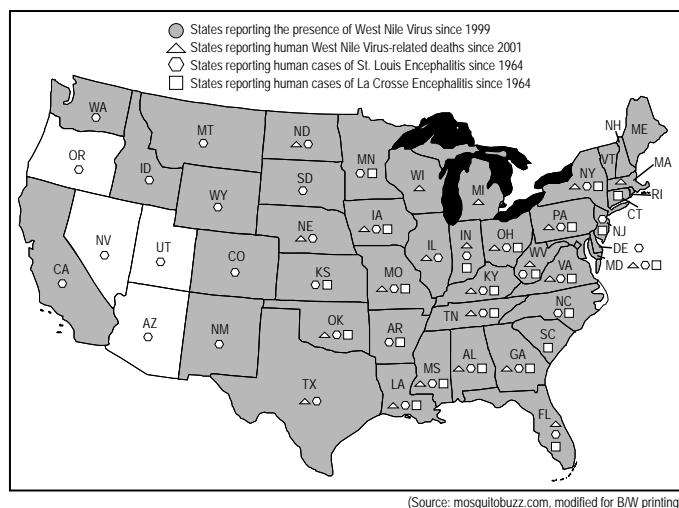 States reporting the presence of West Nile Virus since 1999
States reporting human West Nile Virus-related deaths since 2001
States reporting human cases of St. Louis Encephalitis since 1964
States reporting human cases of La Crosse Encephalitis since 1964
WA
MT
ND
MN
NH
ME
VT
OR
ID
SD
WI
MI
NY
MA
WY
RI
CT
NE
IA
PA
NJ
NV
UT
CO
IL
IN
OH
DE
WV
MD
CA
KS
MO
KY
VA
AZ
NM
OK
AR
TN
NC
SC
TX
LA
MS
AL
GA
FL
(Source: mosquitobuzz.com, modified for B/W printing